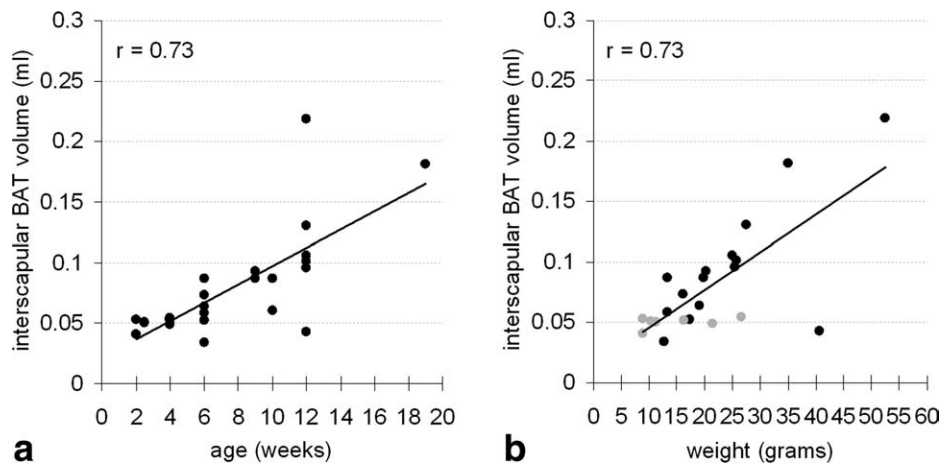 interscapular BAT volume (ml)
0.3
0.25
0.2
0.15
0.1
0.05
0
r = 0.73
0 2 4 6 8 10 12 14 16 18 20
age (weeks)
a
interscapular BAT volume (ml)
0.3
0.25
0.2
0.15
0.1
0.05
0
r = 0.73
0 5 10 15 20 25 30 35 40 45 50 55 60
weight (grams)
b